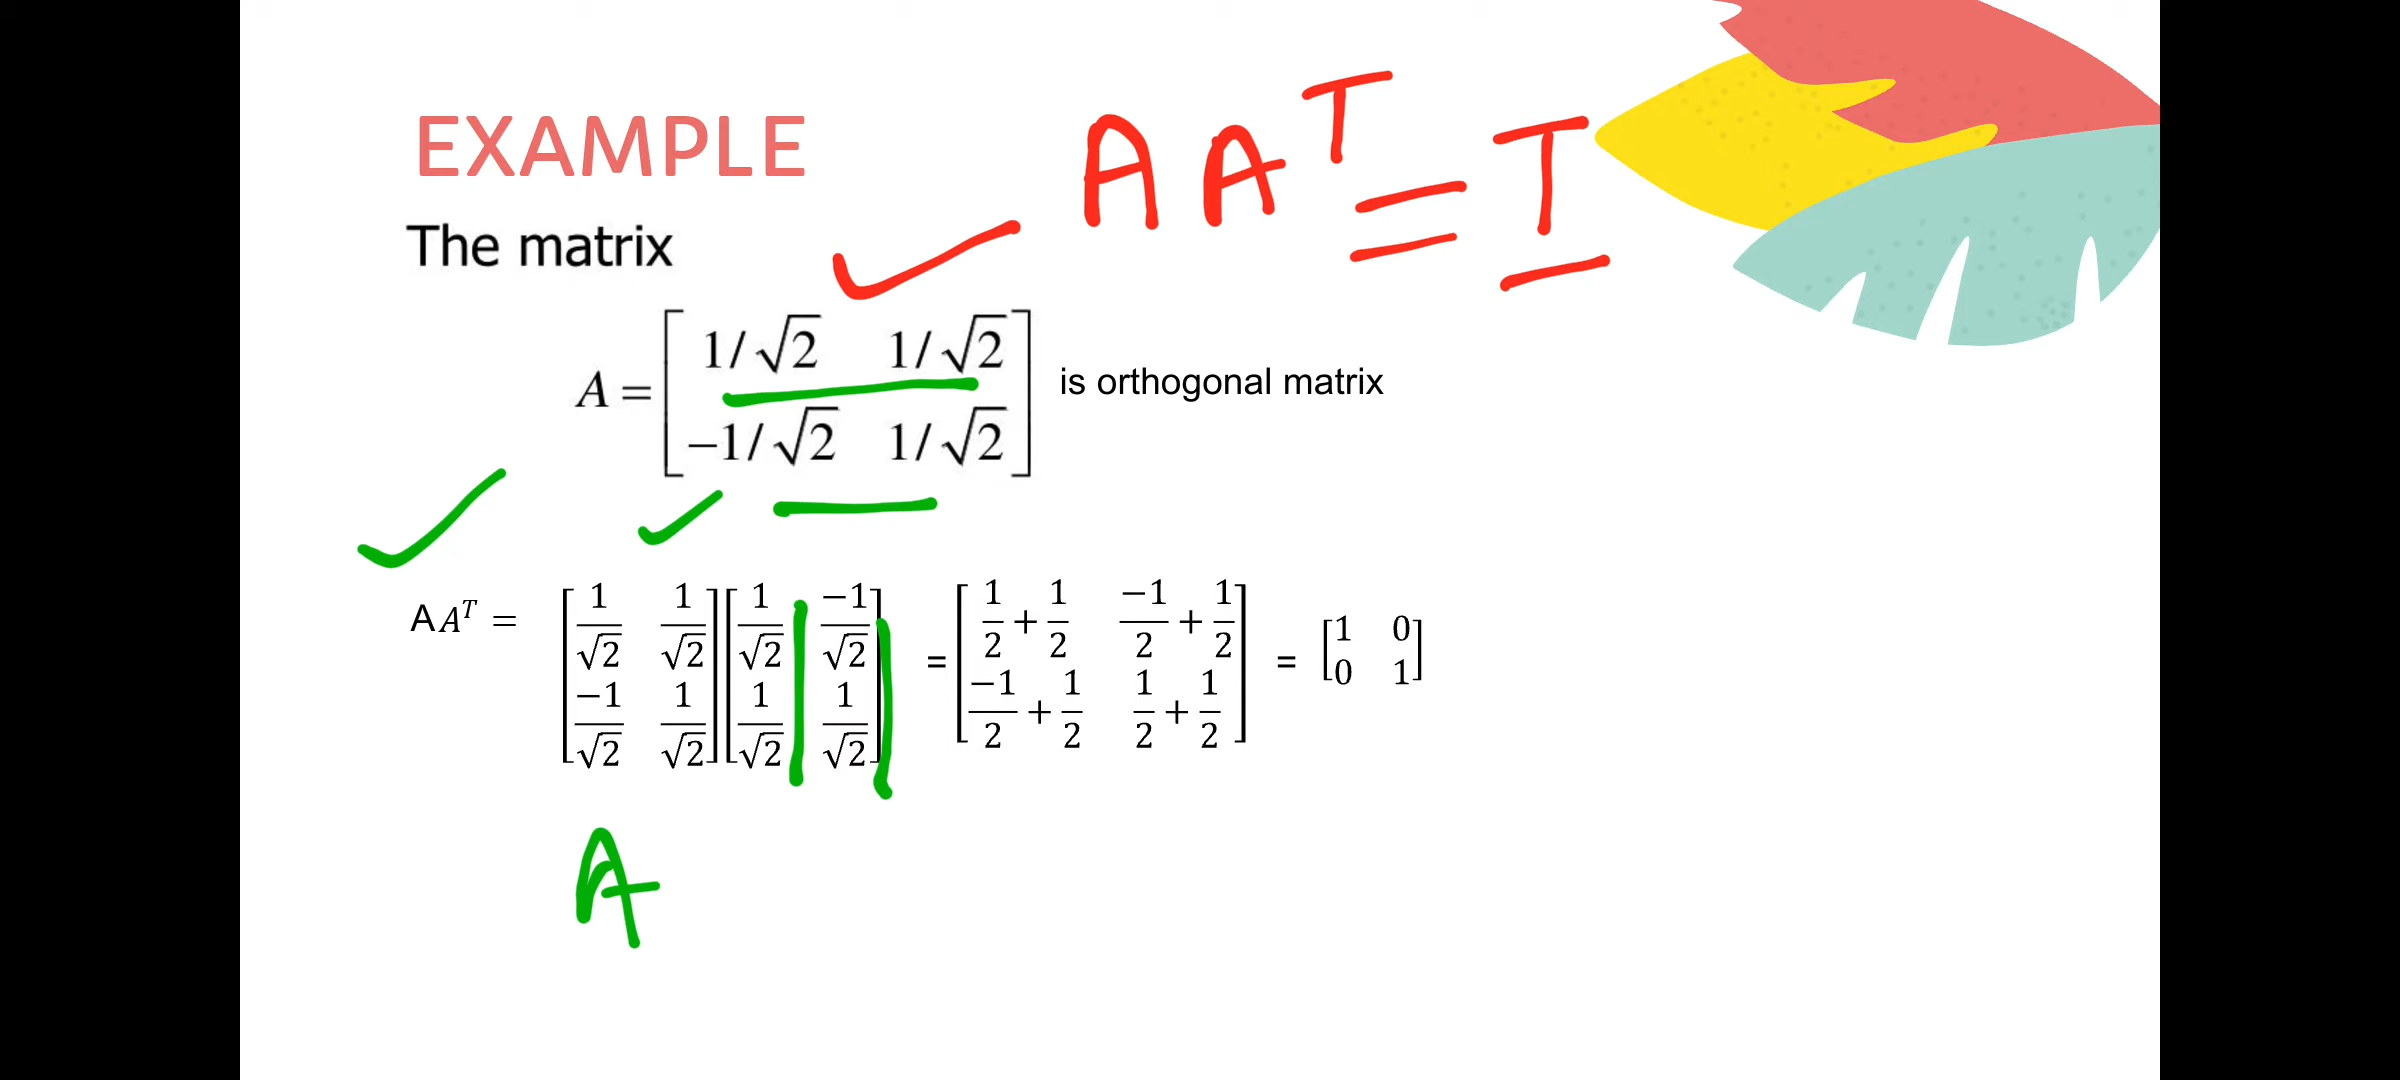 EXAMPLE
A Aᵀ = I
The matrix
A = [ 1/√2 1/√2 ; −1/√2 1/√2 ] is orthogonal matrix
A Aᵀ = [ 1/√2 1/√2 ; −1/√2 1/√2 ] [ 1/√2 −1/√2 ; 1/√2 1/√2 ] = [ 1/2 + 1/2 −1/2 + 1/2 ; −1/2 + 1/2 1/2 + 1/2 ] = [ 1 0 ; 0 1 ]
A